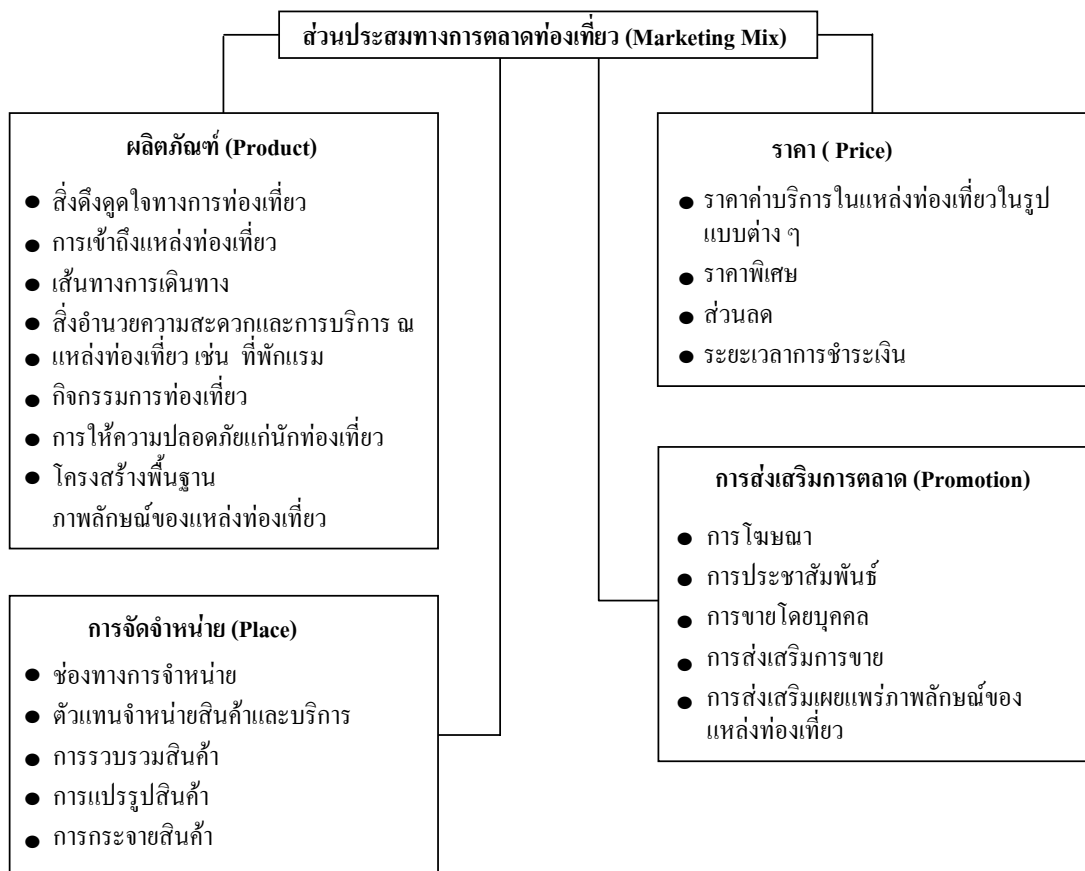 ส่วนประสมทางการตลาดท่องเที่ยว (Marketing Mix)
ผลิตภัณฑ์ (Product)
● สิ่งดึงดูดใจทางการท่องเที่ยว
● การเข้าถึงแหล่งท่องเที่ยว
● เส้นทางการเดินทาง
● สิ่งอำนวยความสะดวกและการบริการ ณ
● แหล่งท่องเที่ยว เช่น ที่พักแรม
● กิจกรรมการท่องเที่ยว
● การให้ความปลอดภัยแก่นักท่องเที่ยว
● โครงสร้างพื้นฐาน
ภาพลักษณ์ของแหล่งท่องเที่ยว
ราคา ( Price)
● ราคาค่าบริการในแหล่งท่องเที่ยวในรูป
แบบต่าง ๆ
● ราคาพิเศษ
● ส่วนลด
● ระยะเวลาการชำระเงิน
การจัดจำหน่าย (Place)
● ช่องทางการจำหน่าย
● ตัวแทนจำหน่ายสินค้าและบริการ
● การรวบรวมสินค้า
● การแปรรูปสินค้า
● การกระจายสินค้า
การส่งเสริมการตลาด (Promotion)
● การโฆษณา
● การประชาสัมพันธ์
● การขายโดยบุคคล
● การส่งเสริมการขาย
● การส่งเสริมเผยแพร่ภาพลักษณ์ของ
แหล่งท่องเที่ยว